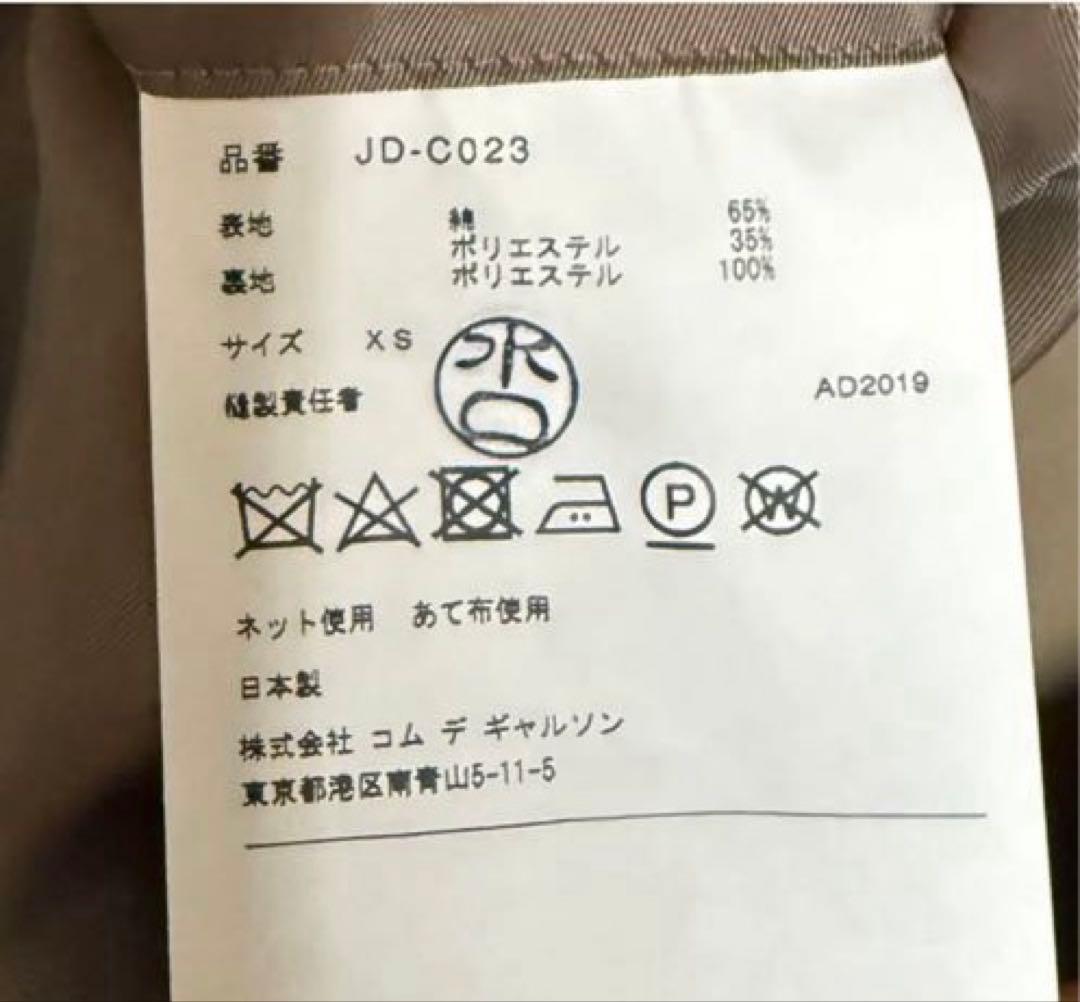 品番 JD-C023
表地 綿 65%
ポリエステル 35%
裏地 ポリエステル 100%
サイズ XS
縫製責任者 AD2019
P W
ネット使用 あて布使用
日本製
株式会社 コム デ ギャルソン
東京都港区南青山5-11-5